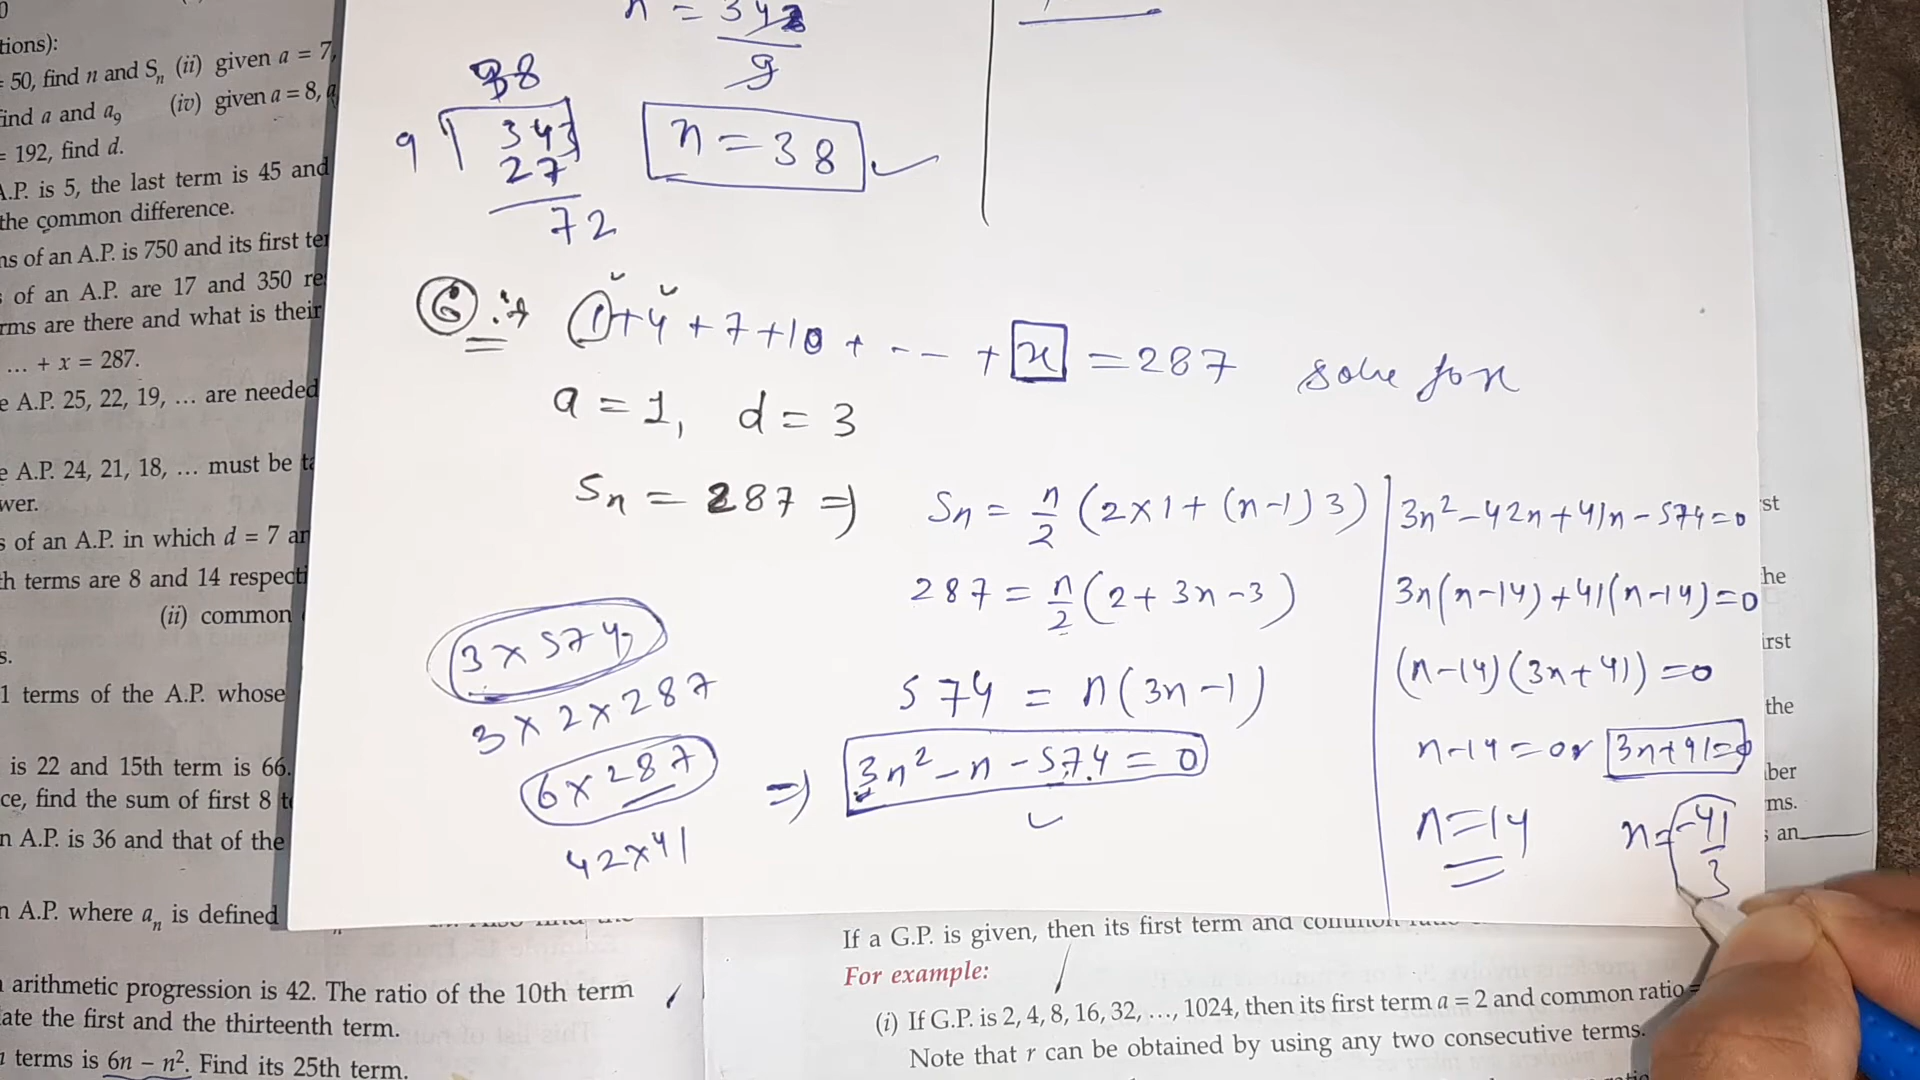 tions):
= 50, find n and Sn (ii) given a = 7,
find a and a9 (iv) given a = 8,
= 192, find d.
A.P. is 5, the last term is 45 and
the common difference.
ns of an A.P. is 750 and its first
of an A.P. are 17 and 350
rms are there and what is their
... + x = 287.
e A.P. 25, 22, 19, ... are needed
e A.P. 24, 21, 18, ... must be
wer.
s of an A.P. in which d = 7
th terms are 8 and 14
(ii) common
s.
1 terms of the A.P. whose
is 22 and 15th term is 66.
ce, find the sum of first 8
n A.P. is 36 and that of the
n A.P. where an is defined
arithmetic progression is 42. The ratio of the 10th term
ate the first and the thirteenth term.
terms is 6n – n². Find its 25th term.
9
38
343
27
72
n = 38
6 :→ 1+4+7+10+ --- + x = 287 solve for x
a = 1, d = 3
Sn = 287 ⇒
Sn = n/2 (2×1+(n-1)3)
287 = n/2 (2+3n-3)
574 = n(3n-1)
⇒ 3n²-n-574=0
3×574
3×2×287
6×287
42×41
3n²-42n+41n-574=0
3n(n-14)+41(n-14)=0
(n-14)(3n+41)=0
n-14=0 or 3n+41=0
n=14 n=-41/3
st
he
irst
the
ber
ms.
an
If a G.P. is given, then its first term and common
For example:
(i) If G.P. is 2, 4, 8, 16, 32, ..., 1024, then its first term a = 2 and common ratio =
Note that r can be obtained by using any two consecutive terms.